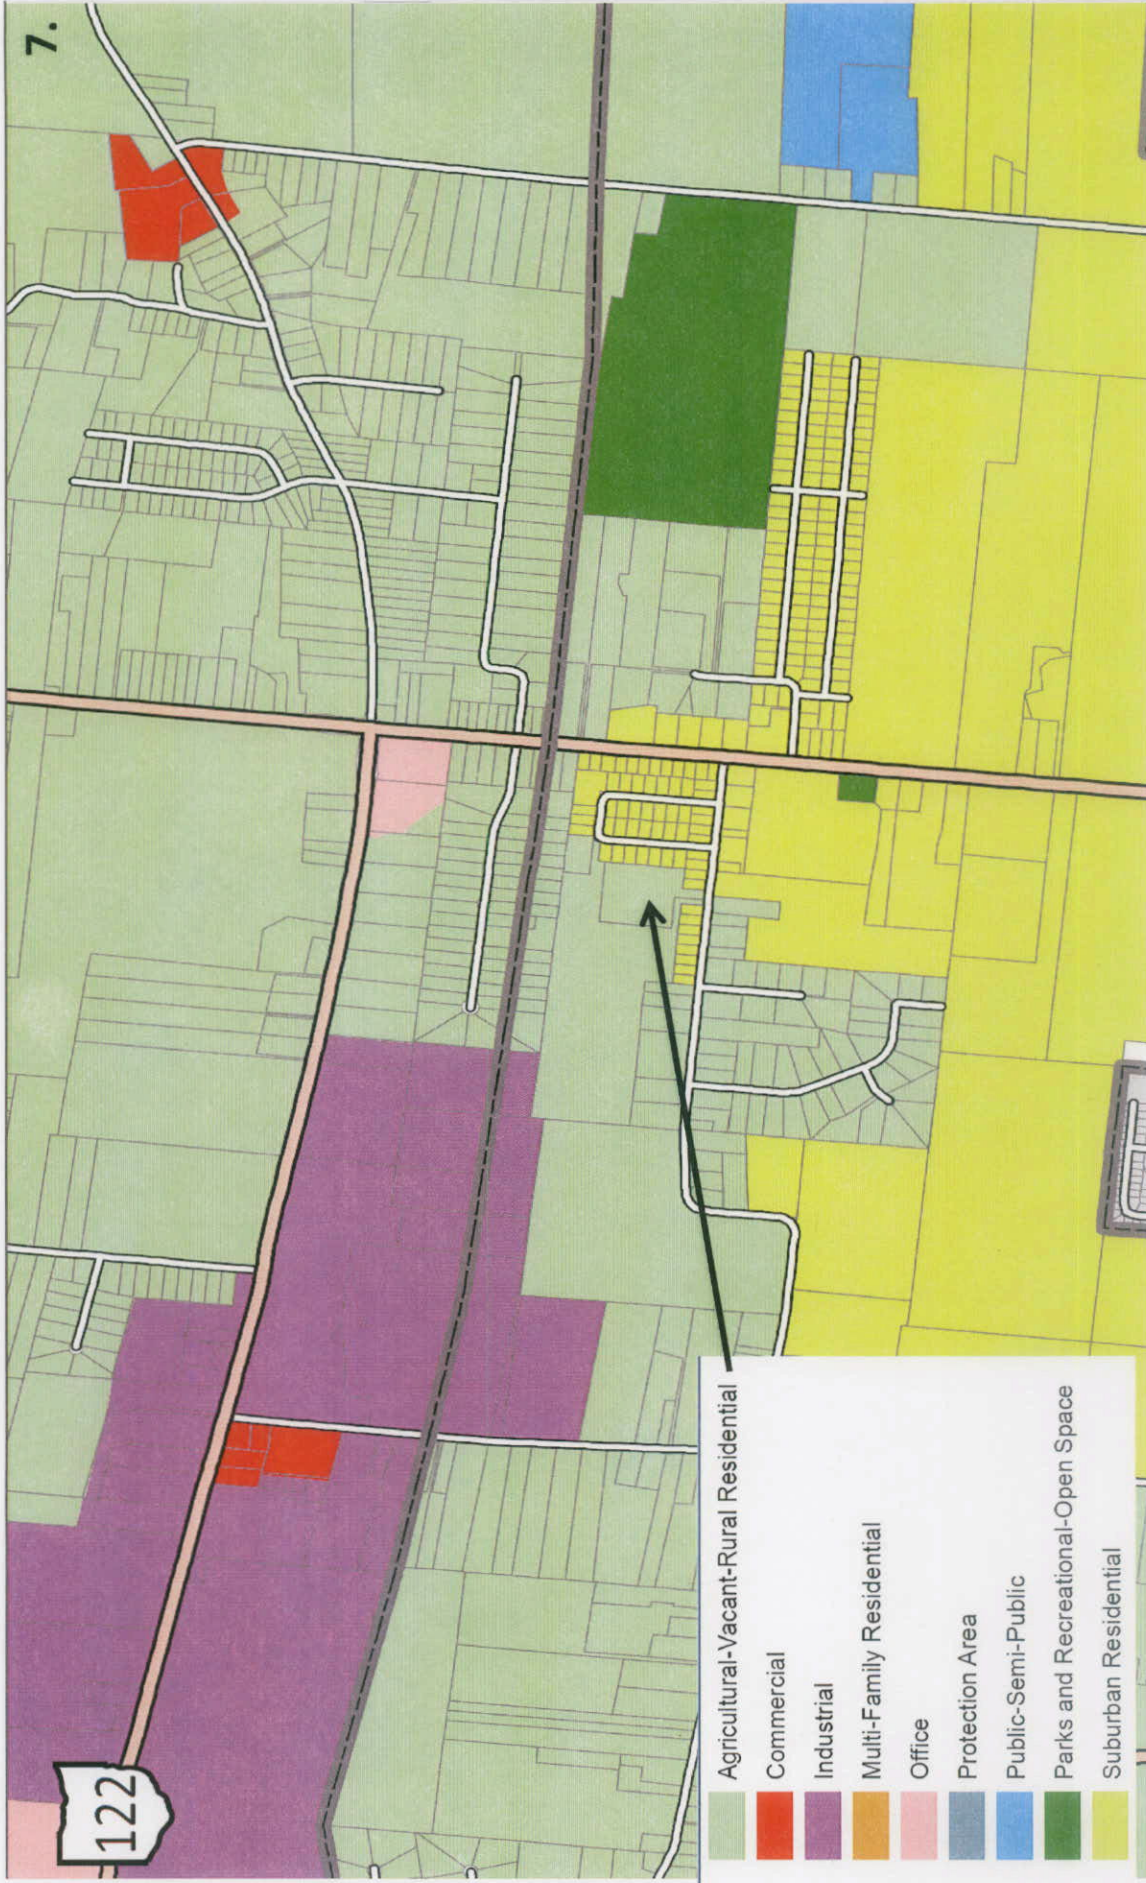 7.
122
Agricultural-Vacant-Rural Residential
Commercial
Industrial
Multi-Family Residential
Office
Protection Area
Public-Semi-Public
Parks and Recreational-Open Space
Suburban Residential